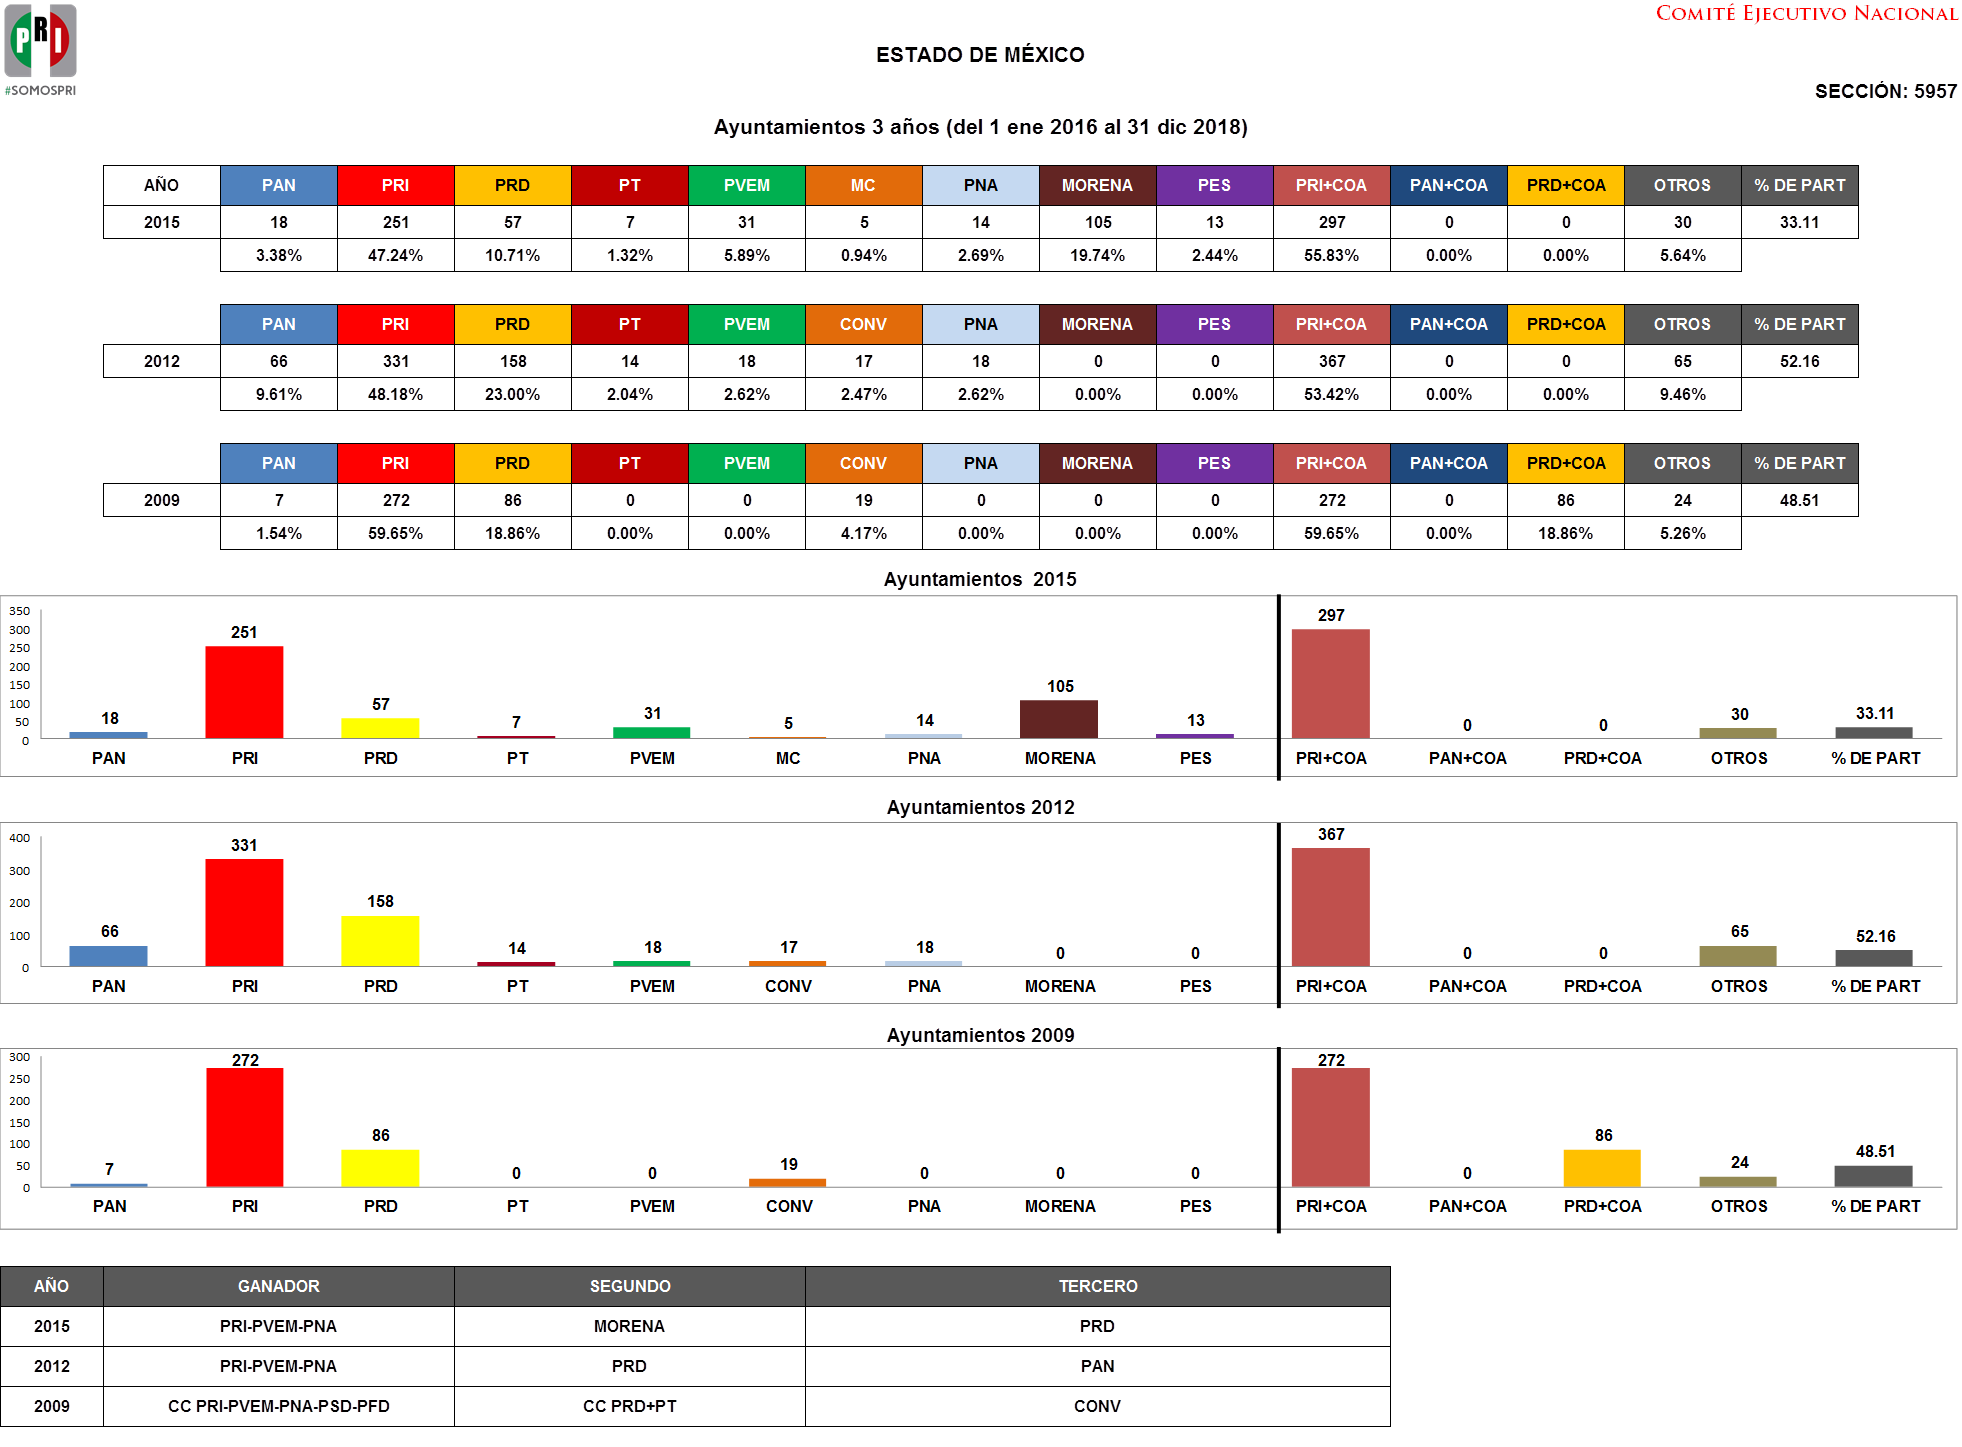 PRI
#SOMOSPRI
COMITÉ EJECUTIVO NACIONAL
ESTADO DE MÉXICO
SECCIÓN: 5957
Ayuntamientos 3 años (del 1 ene 2016 al 31 dic 2018)
AÑO PAN PRI PRD PT PVEM MC PNA MORENA PES PRI+COA PAN+COA PRD+COA OTROS % DE PART
2015 18 251 57 7 31 5 14 105 13 297 0 0 30 33.11
3.38% 47.24% 10.71% 1.32% 5.89% 0.94% 2.69% 19.74% 2.44% 55.83% 0.00% 0.00% 5.64%
PAN PRI PRD PT PVEM CONV PNA MORENA PES PRI+COA PAN+COA PRD+COA OTROS % DE PART
2012 66 331 158 14 18 17 18 0 0 367 0 0 65 52.16
9.61% 48.18% 23.00% 2.04% 2.62% 2.47% 2.62% 0.00% 0.00% 53.42% 0.00% 0.00% 9.46%
PAN PRI PRD PT PVEM CONV PNA MORENA PES PRI+COA PAN+COA PRD+COA OTROS % DE PART
2009 7 272 86 0 0 19 0 0 0 272 0 86 24 48.51
1.54% 59.65% 18.86% 0.00% 0.00% 4.17% 0.00% 0.00% 0.00% 59.65% 0.00% 18.86% 5.26%
Ayuntamientos 2015
350
300
250
200
150
100
50
0
18 251 57 7 31 5 14 105 13 297 0 0 30 33.11
PAN PRI PRD PT PVEM MC PNA MORENA PES PRI+COA PAN+COA PRD+COA OTROS % DE PART
Ayuntamientos 2012
400
300
200
100
0
66 331 158 14 18 17 18 0 0 367 0 0 65 52.16
PAN PRI PRD PT PVEM CONV PNA MORENA PES PRI+COA PAN+COA PRD+COA OTROS % DE PART
Ayuntamientos 2009
300
250
200
150
100
50
0
7 272 86 0 0 19 0 0 0 272 0 86 24 48.51
PAN PRI PRD PT PVEM CONV PNA MORENA PES PRI+COA PAN+COA PRD+COA OTROS % DE PART
AÑO GANADOR SEGUNDO TERCERO
2015 PRI-PVEM-PNA MORENA PRD
2012 PRI-PVEM-PNA PRD PAN
2009 CC PRI-PVEM-PNA-PSD-PFD CC PRD+PT CONV